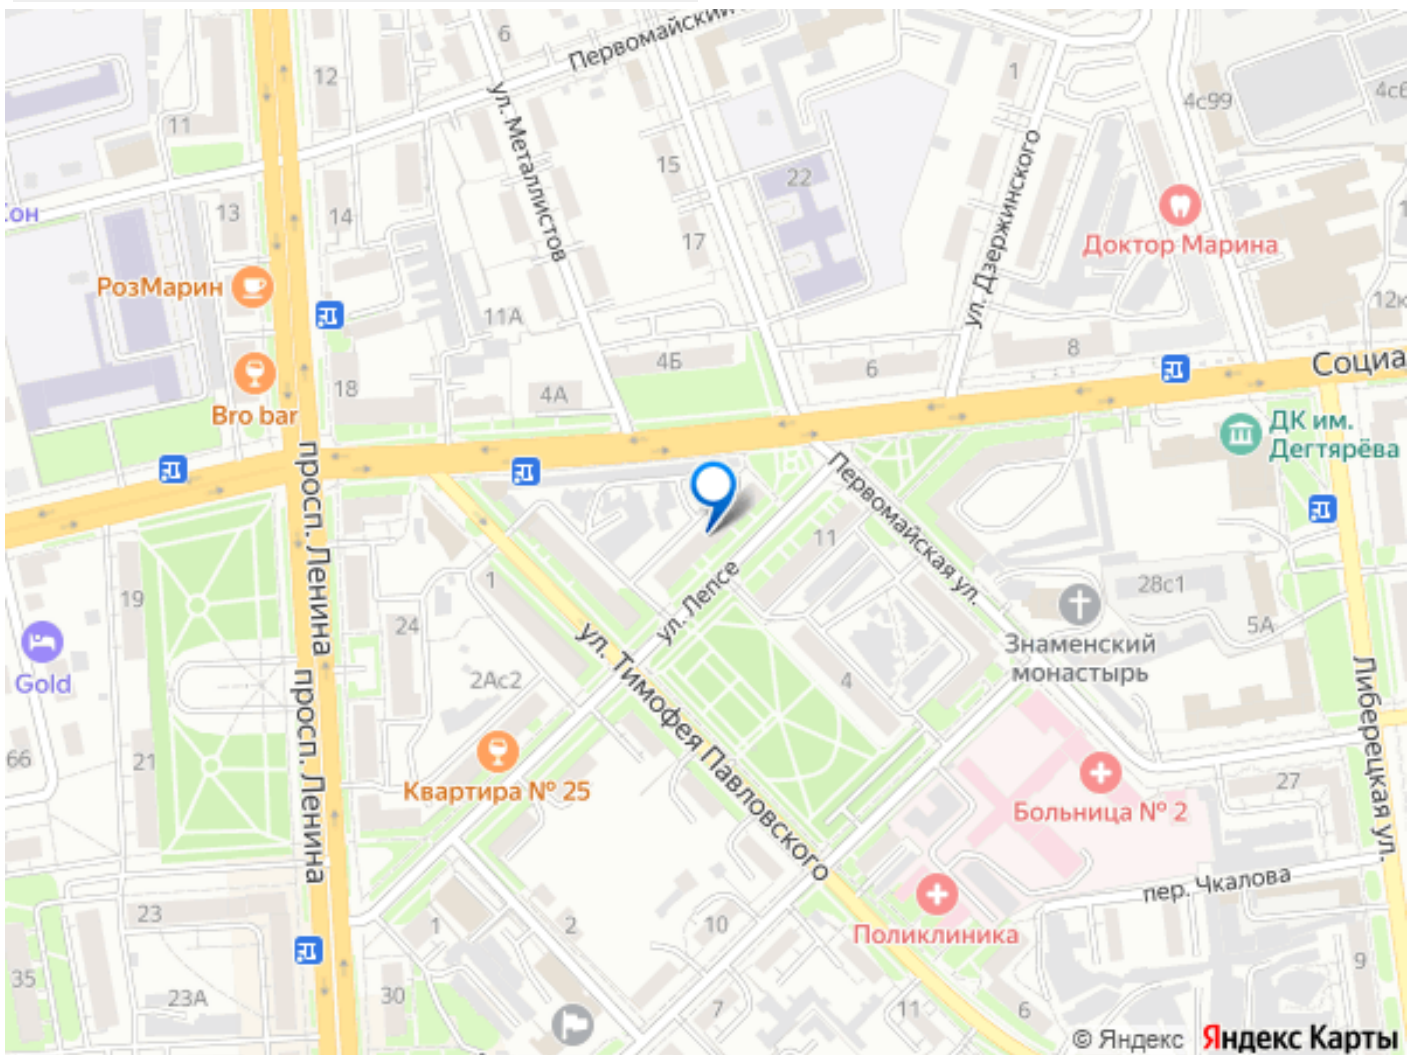 6
Первомайский
12
ул. Металлистов
1
4с99
4с6
11
15
22
ул. Дзержинского
13
14
17
Доктор Марина
РозМарин
11А
12к
4Б
6
8
Социа
18
4А
Bro bar
ДК им.
Дегтярёва
просп. Ленина
Первомайская ул.
11
1
19
24
ул. Лепсе
28с1
5А
Знаменский
монастырь
Gold
2Ас2
4
ул. Тимофея Павловского
Либерецкая ул.
просп. Ленина
66
21
Квартира № 25
27
Больница № 2
пер. Чкалова
23
1
2
10
Поликлиника
35
23А
30
7
11
6
9
© Яндекс Яндекс Карты